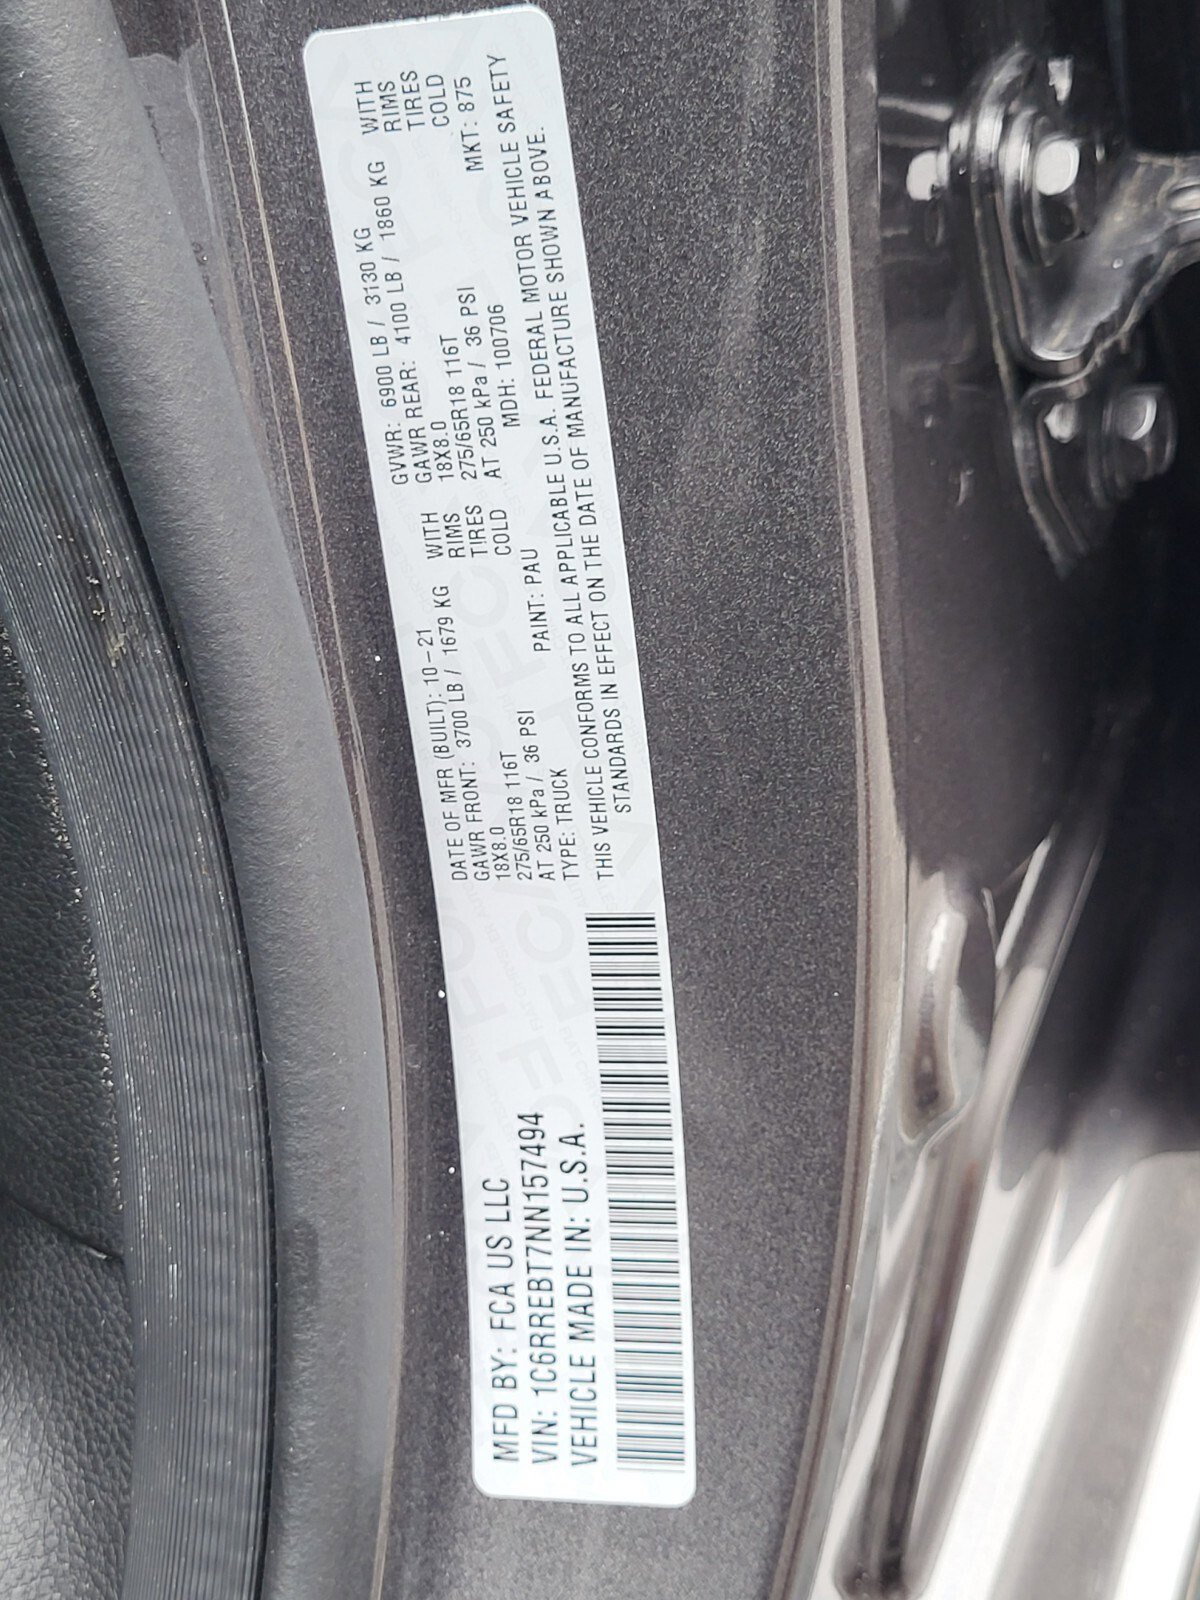 MFD BY: FCA US LLC
VIN: 1C6RREBT7NN157494
VEHICLE MADE IN: U.S.A.
DATE OF MFR (BUILT): 10-21 GVWR: 6900 LB / 3130 KG
GAWR FRONT: 3700 LB / 1679 KG WITH GAWR REAR: 4100 LB / 1860 KG WITH
18X8.0 RIMS 18X8.0 RIMS
275/65R18 116T TIRES 275/65R18 116T TIRES
AT 250 kPa / 36 PSI COLD AT 250 kPa / 36 PSI COLD
TYPE: TRUCK PAINT: PAU MDH: 100706 MKT: 875
THIS VEHICLE CONFORMS TO ALL APPLICABLE U.S.A. FEDERAL MOTOR VEHICLE SAFETY
STANDARDS IN EFFECT ON THE DATE OF MANUFACTURE SHOWN ABOVE.